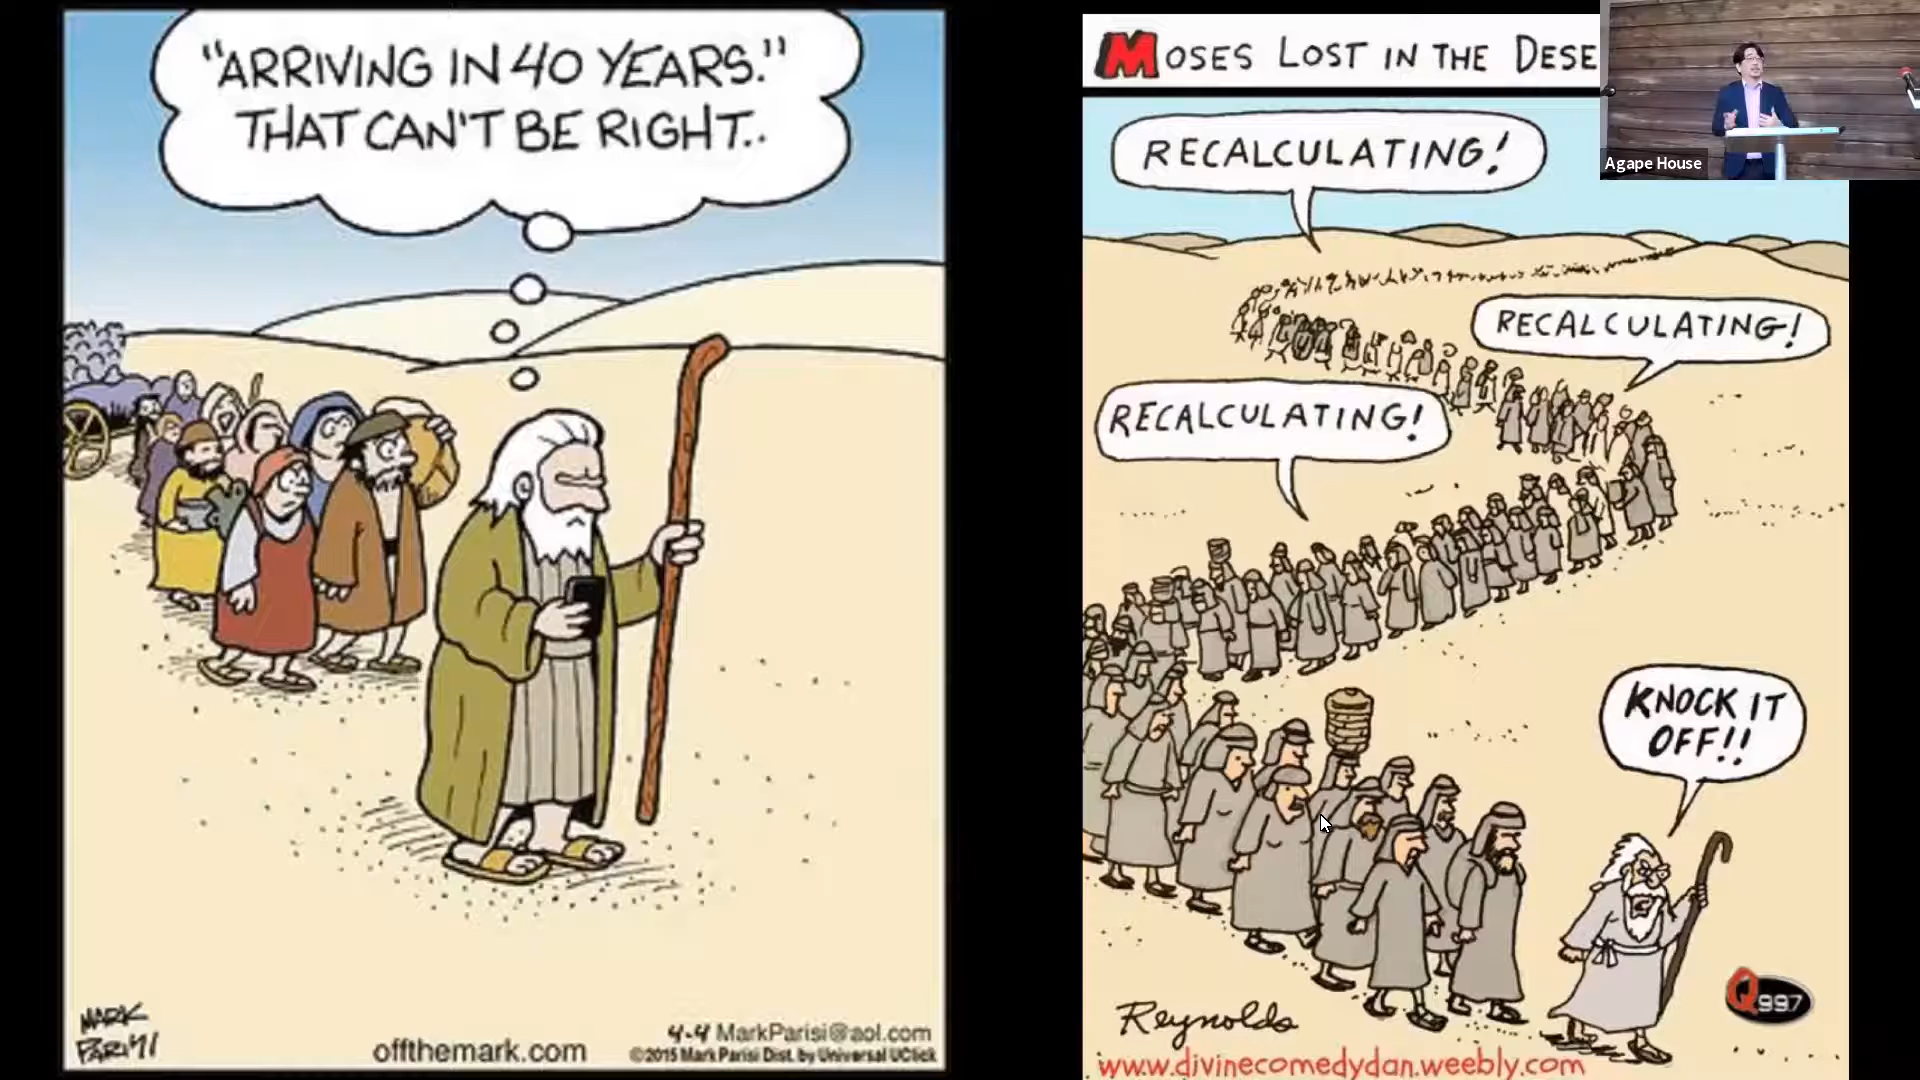 "ARRIVING IN 40 YEARS."
THAT CAN'T BE RIGHT..
MARK
PARISI
offthemark.com
4-4 MarkParisi@aol.com
©2015 Mark Parisi Dist. by Universal UClick
MOSES LOST IN THE DESE
RECALCULATING!
RECALCULATING!
RECALCULATING!
KNOCK IT
OFF!!
Reynolds
Q997
www.divinecomedydan.weebly.com
Agape House